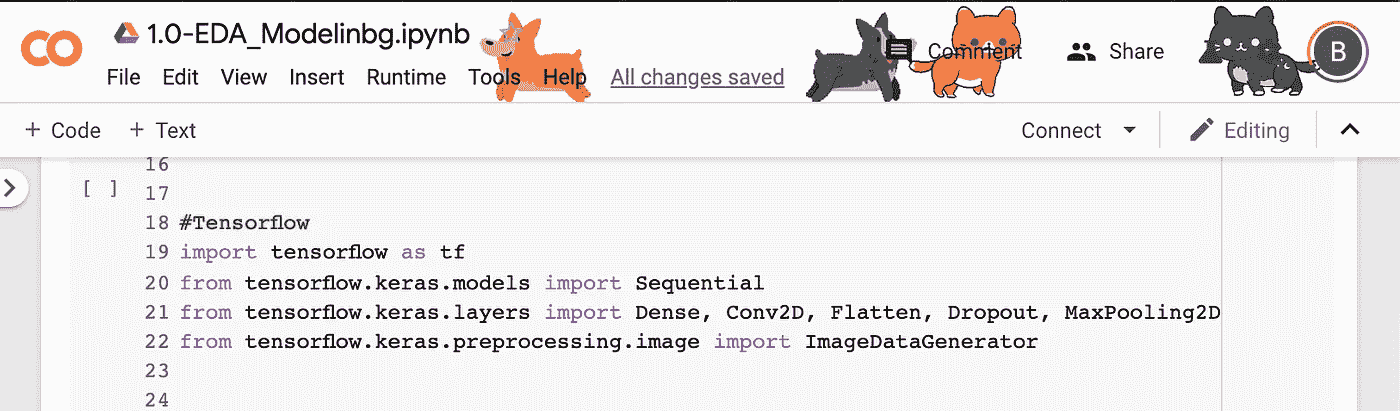 CO 1.0-EDA_Modelinbg.ipynb
File Edit View Insert Runtime Tools Help All changes saved Comment Share B
+ Code + Text Connect Editing
16
[ ] 17
18 #Tensorflow
19 import tensorflow as tf
20 from tensorflow.keras.models import Sequential
21 from tensorflow.keras.layers import Dense, Conv2D, Flatten, Dropout, MaxPooling2D
22 from tensorflow.keras.preprocessing.image import ImageDataGenerator
23
24